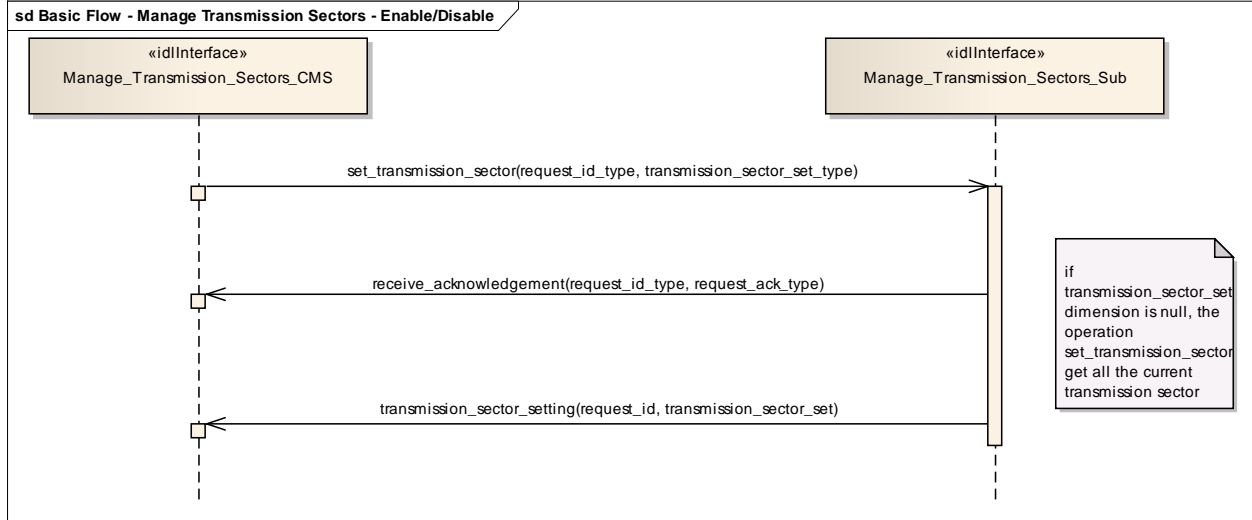 sd Basic Flow - Manage Transmission Sectors - Enable/Disable
«idlInterface»
Manage_Transmission_Sectors_CMS
«idlInterface»
Manage_Transmission_Sectors_Sub
set_transmission_sector(request_id_type, transmission_sector_set_type)
receive_acknowledgement(request_id_type, request_ack_type)
transmission_sector_setting(request_id, transmission_sector_set)
if
transmission_sector_set
dimension is null, the
operation
set_transmission_sector
get all the current
transmission sector